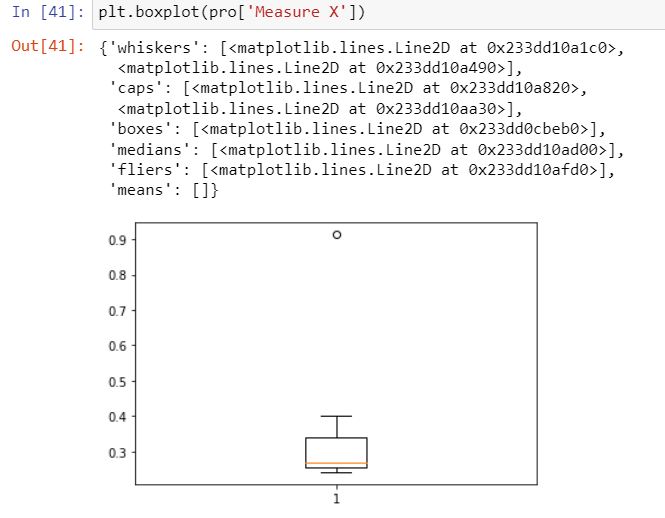 In [41]: plt.boxplot(pro['Measure X'])
Out[41]: {'whiskers': [<matplotlib.lines.Line2D at 0x233dd10a1c0>,
<matplotlib.lines.Line2D at 0x233dd10a490>],
'caps': [<matplotlib.lines.Line2D at 0x233dd10a820>,
<matplotlib.lines.Line2D at 0x233dd10aa30>],
'boxes': [<matplotlib.lines.Line2D at 0x233dd0cbeb0>],
'medians': [<matplotlib.lines.Line2D at 0x233dd10ad00>],
'fliers': [<matplotlib.lines.Line2D at 0x233dd10afd0>],
'means': []}
0.9
0.8
0.7
0.6
0.5
0.4
0.3
1